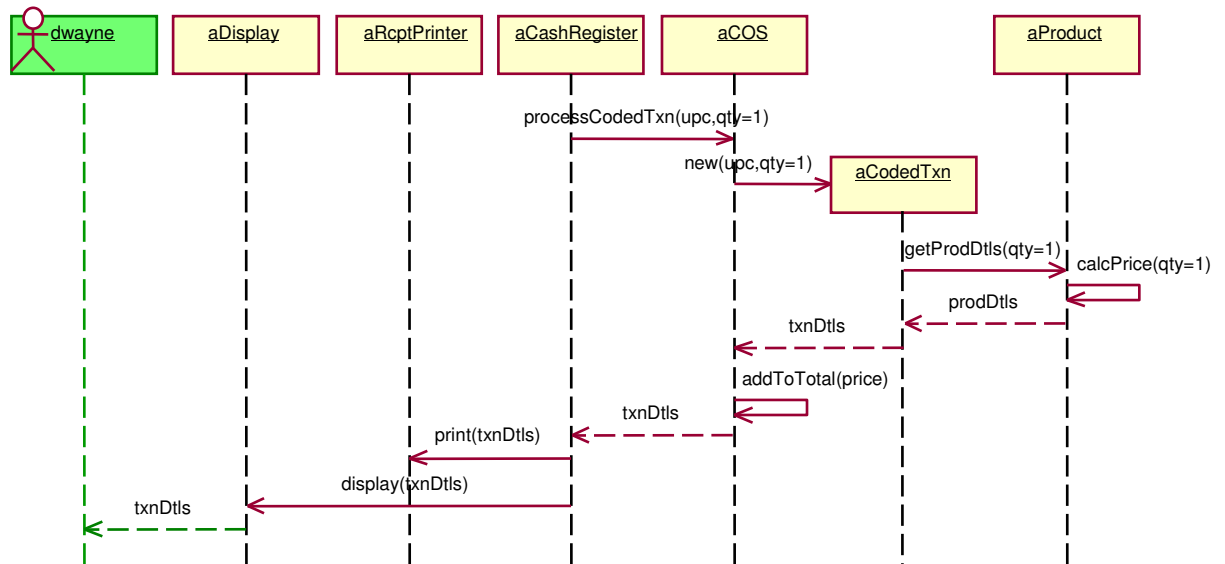 dwayne
aDisplay
aRcptPrinter
aCashRegister
aCOS
aProduct
processCodedTxn(upc,qty=1)
new(upc,qty=1)
aCodedTxn
getProdDtls(qty=1)
calcPrice(qty=1)
prodDtls
txnDtls
addToTotal(price)
txnDtls
print(txnDtls)
display(txnDtls)
txnDtls